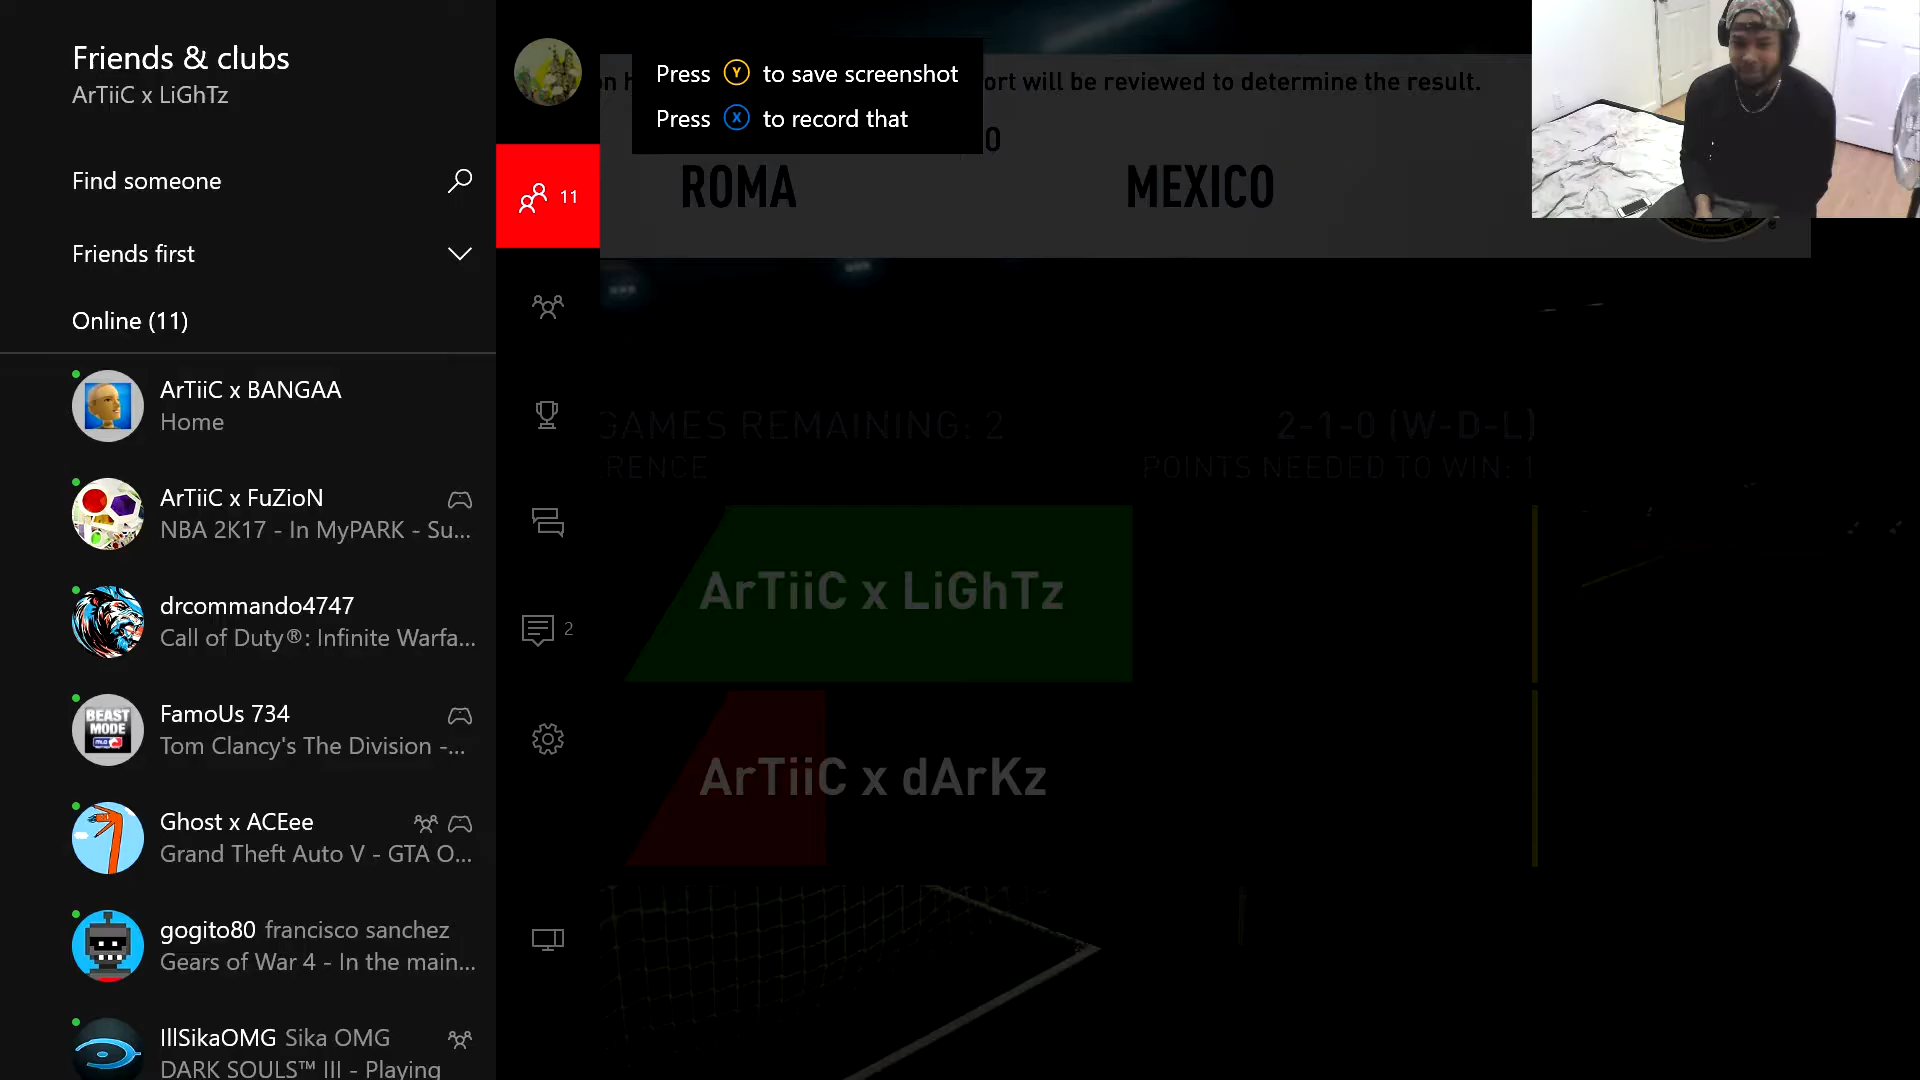 Friends & clubs
ArTiiC x LiGhTz
Find someone
Friends first
Online (11)
ArTiiC x BANGAA
Home
ArTiiC x FuZioN
NBA 2K17 - In MyPARK - Su...
drcommando4747
Call of Duty®: Infinite Warfa...
FamoUs 734
Tom Clancy's The Division -...
Ghost x ACEee
Grand Theft Auto V - GTA O...
gogito80 francisco sanchez
Gears of War 4 - In the main...
IllSikaOMG Sika OMG
DARK SOULS™ III - Playing
11
2
Press Y to save screenshot
Press X to record that
ort will be reviewed to determine the result.
ROMA
MEXICO
GAMES REMAINING: 2
2-1-0 (W-D-L)
RENCE
POINTS NEEDED TO WIN: 1
ArTiiC x LiGhTz
ArTiiC x dArKz
BEAST
MODE